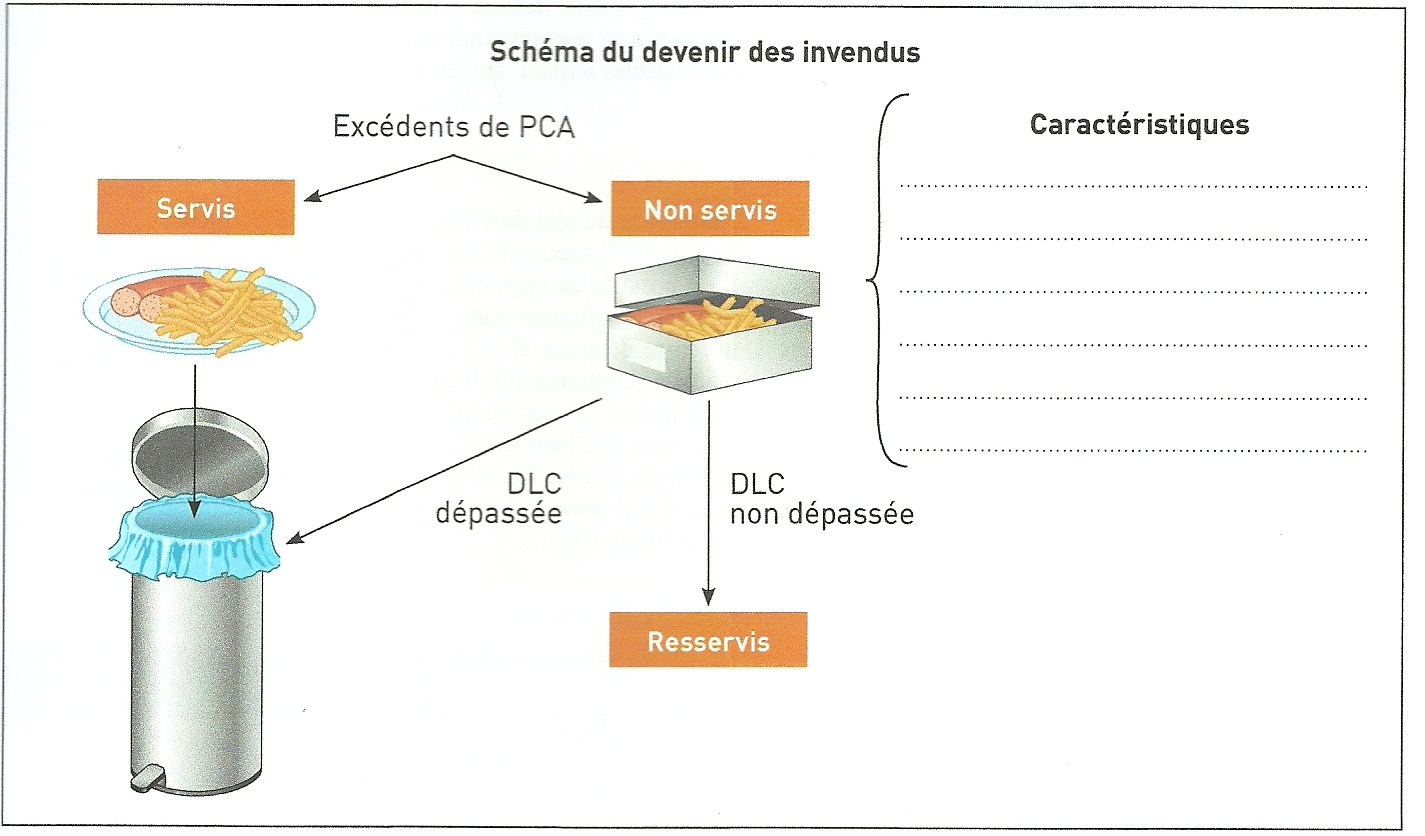 Schéma du devenir des invendus
Excédents de PCA
Caractéristiques
Servis
Non servis
DLC
dépassée
DLC
non dépassée
Resservis